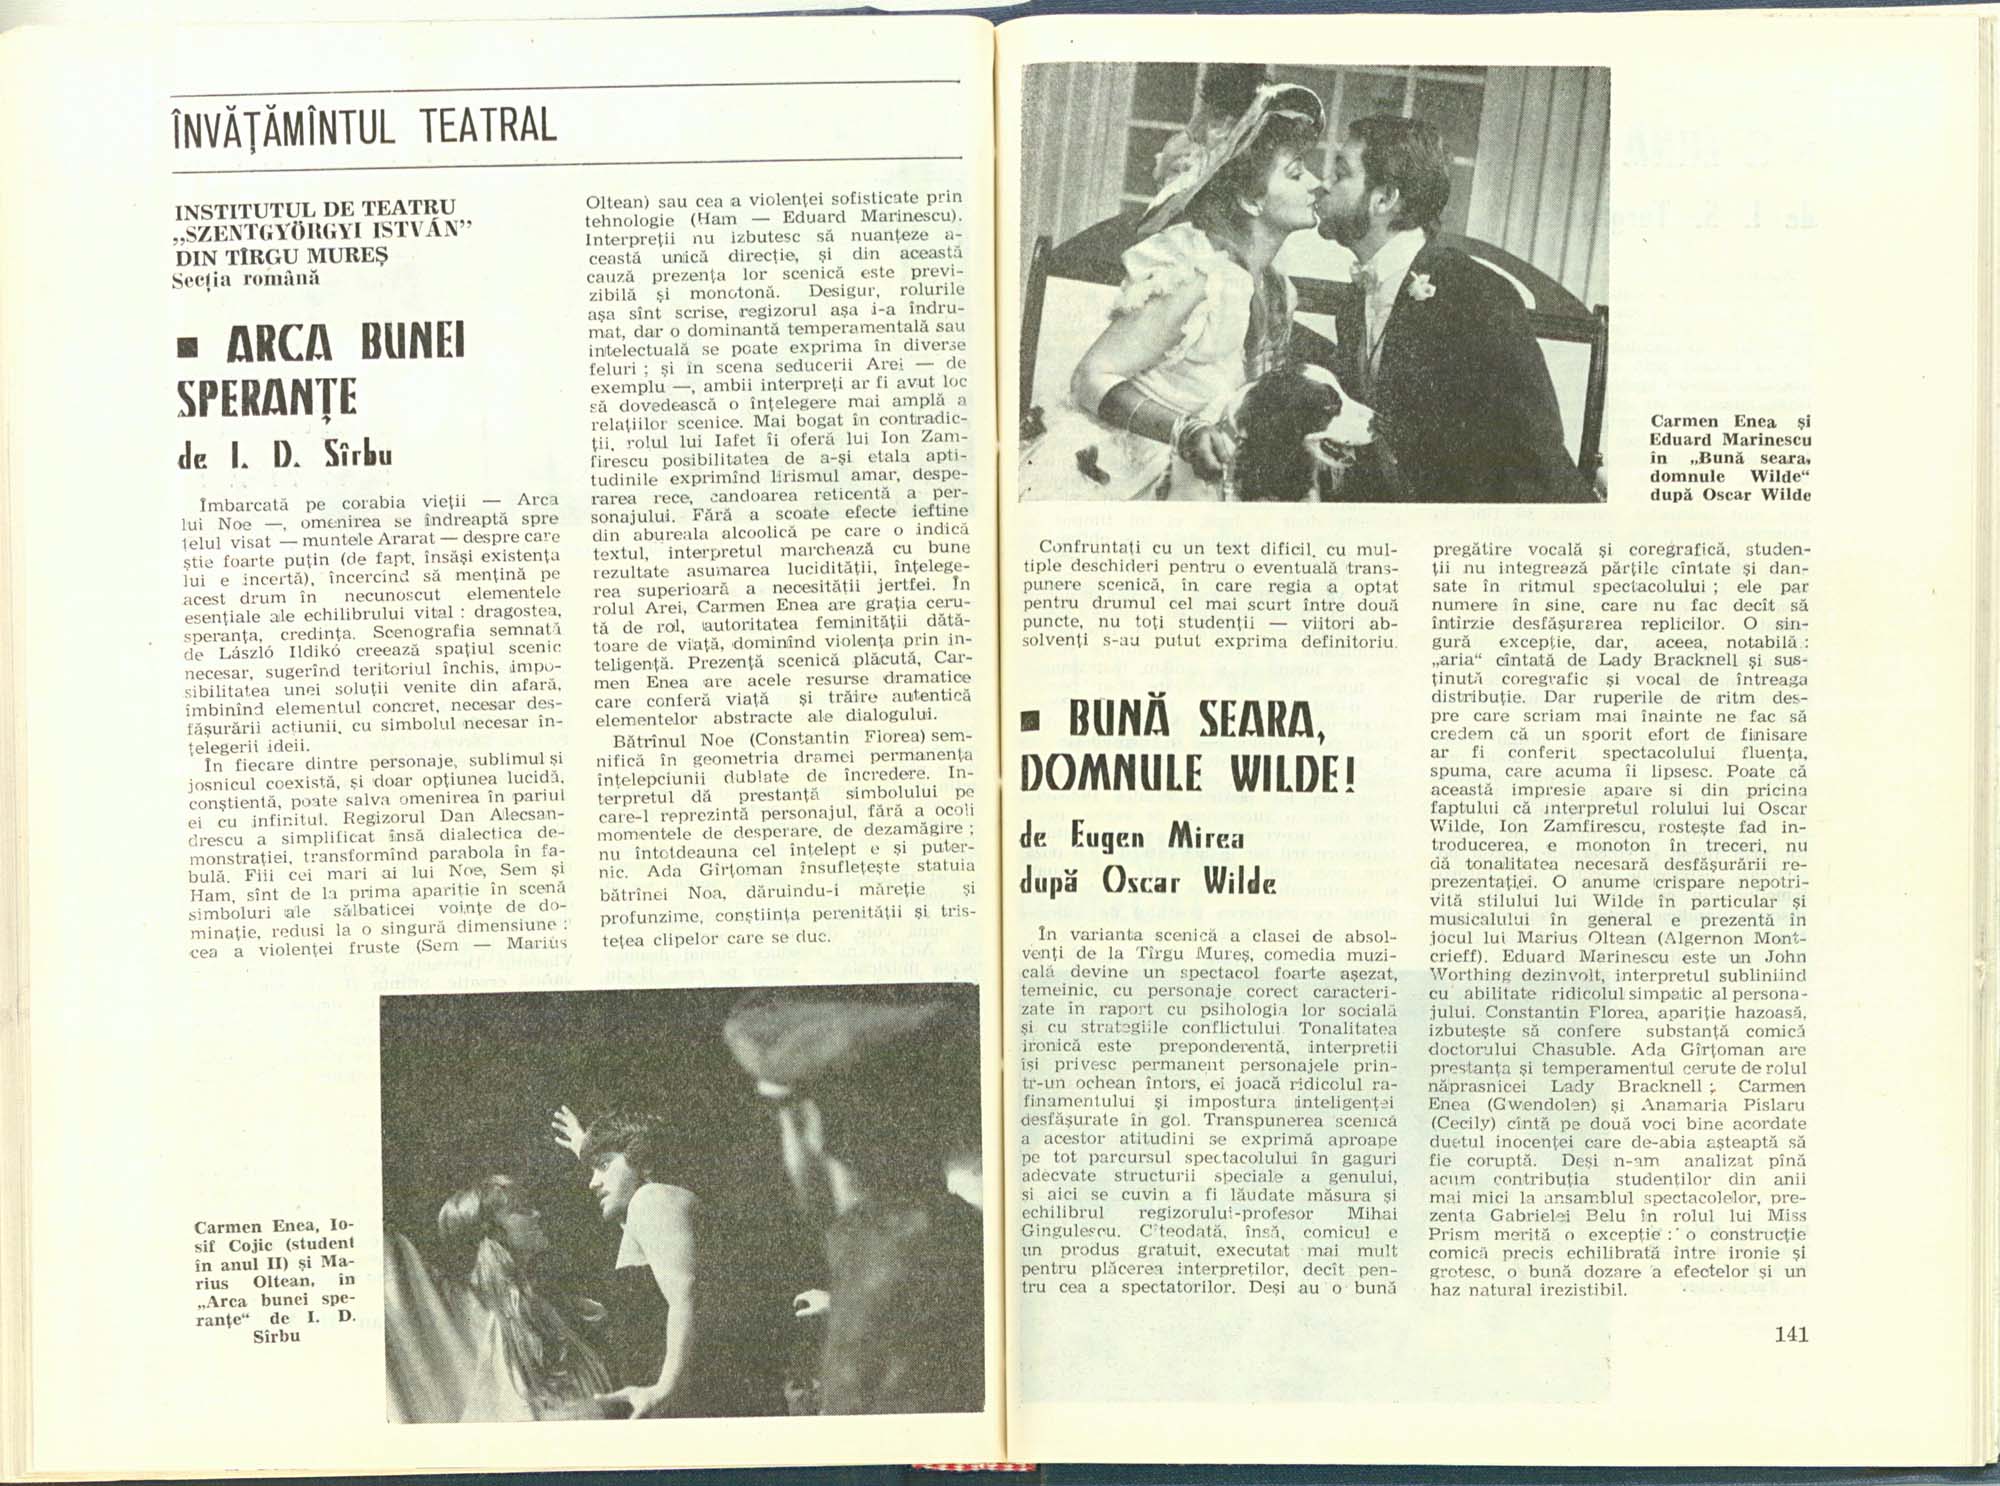 ÎNVĂȚĂMÎNTUL TEATRAL
INSTITUTUL DE TEATRU
„SZENTGYÖRGYI ISTVÁN”
DIN TÎRGU MUREȘ
Secția română
■ ARCA BUNEI
SPERANȚE
de I. D. Sîrbu
Îmbarcată pe corabia vieții — Arca
lui Noe —, omenirea se îndreaptă spre
țelul visat — muntele Ararat — despre care
știe foarte puțin (de fapt, însăși existența
lui e incertă), încercînd să mențină pe
acest drum în necunoscut elementele
esențiale ale echilibrului vital : dragostea,
speranța, credința. Scenografia semnată
de László Ildikó creează spațiul scenic
necesar, sugerînd teritoriul închis, impo-
sibilitatea unei soluții venite din afară,
îmbinînd elementul concret, necesar des-
fășurării acțiunii, cu simbolul necesar în-
țelegerii ideii.
În fiecare dintre personaje, sublimul și
josnicul coexistă, și doar opțiunea lucidă,
conștientă, poate salva omenirea în pariul
ei cu infinitul. Regizorul Dan Alecsan-
drescu a simplificat însă dialectica de-
monstrației, transformînd parabola în fa-
bulă. Fiii cei mari ai lui Noe, Sem și
Ham, sînt de la prima apariție în scenă
simboluri ale sălbaticei voințe de do-
minație, reduși la o singură dimensiune :
cea a violenței fruste (Sem — Marius
Oltean) sau cea a violenței sofisticate prin
tehnologie (Ham — Eduard Marinescu).
Interpreții nu izbutesc să nuanțeze a-
ceastă unică direcție, și din această
cauză prezența lor scenică este previ-
zibilă și monotonă. Desigur, rolurile
așa sînt scrise, regizorul așa i-a îndru-
mat, dar o dominantă temperamentală sau
intelectuală se poate exprima în diverse
feluri ; și în scena seducerii Arei — de
exemplu —, ambii interpreți ar fi avut loc
să dovedească o înțelegere mai amplă a
relațiilor scenice. Mai bogat în contradic-
ții, rolul lui Iafet îi oferă lui Ion Zam-
firescu posibilitatea de a-și etala apti-
tudinile exprimînd lirismul amar, despe-
rarea rece, candoarea reticentă a per-
sonajului. Fără a scoate efecte ieftine
din abureala alcoolică pe care o indică
textul, interpretul marchează cu bune
rezultate asumarea lucidității, înțelege-
rea superioară a necesității jertfei. În
rolul Arei, Carmen Enea are grația ceru-
tă de rol, autoritatea feminității dătă-
toare de viață, dominînd violența prin in-
teligență. Prezență scenică plăcută, Car-
men Enea are acele resurse dramatice
care conferă viață și trăire autentică
elementelor abstracte ale dialogului.
Bătrînul Noe (Constantin Florea) sem-
nifică în geometria dramei permanența
înțelepciunii dublate de încredere. In-
terpretul dă prestanță simbolului pe
care-l reprezintă personajul, fără a ocoli
momentele de desperare, de dezamăgire ;
nu întotdeauna cel înțelept e și puter-
nic. Ada Gîrțoman însuflețește statuia
bătrînei Noa, dăruindu-i măreție și
profunzime, conștiința perenității și tris-
tețea clipelor care se duc.
Carmen Enea, Io-
sif Cojic (student
în anul II) și Ma-
rius Oltean, în
„Arca bunei spe-
ranțe“ de I. D.
Sîrbu
Carmen Enea și
Eduard Marinescu
în „Bună seara,
domnule Wilde“
după Oscar Wilde
Confruntați cu un text dificil, cu mul-
tiple deschideri pentru o eventuală trans-
punere scenică, în care regia a optat
pentru drumul cel mai scurt între două
puncte, nu toți studenții — viitori ab-
solvenți s-au putut exprima definitoriu.
■ BUNĂ SEARA,
DOMNULE WILDE!
de Eugen Mirea
după Oscar Wilde
În varianta scenică a clasei de absol-
venți de la Tîrgu Mureș, comedia muzi-
cală devine un spectacol foarte așezat,
temeinic, cu personaje corect caracteri-
zate în raport cu psihologia lor socială
și cu strategiile conflictului. Tonalitatea
ironică este preponderentă, interpreții
își privesc permanent personajele prin-
tr-un ochean întors, ei joacă ridicolul ra-
finamentului și impostura inteligenței
desfășurate în gol. Transpunerea scenică
a acestor atitudini se exprimă aproape
pe tot parcursul spectacolului în gaguri
adecvate structurii speciale a genului,
și aici se cuvin a fi lăudate măsura și
echilibrul regizorului-profesor Mihai
Gingulescu. Cîteodată, însă, comicul e
un produs gratuit, executat mai mult
pentru plăcerea interpreților, decît pen-
tru cea a spectatorilor. Deși au o bună
pregătire vocală și coregrafică, studen-
ții nu integrează părțile cîntate și dan-
sate în ritmul spectacolului ; ele par
numere în sine, care nu fac decît să
întîrzie desfășurarea replicilor. O sin-
gură excepție, dar, aceea, notabilă :
„aria“ cîntată de Lady Bracknell și sus-
ținută coregrafic și vocal de întreaga
distribuție. Dar ruperile de ritm des-
pre care scriam mai înainte ne fac să
credem că un sporit efort de finisare
ar fi conferit spectacolului fluența,
spuma, care acuma îi lipsesc. Poate că
această impresie apare și din pricina
faptului că interpretul rolului lui Oscar
Wilde, Ion Zamfirescu, rostește fad in-
troducerea, e monoton în treceri, nu
dă tonalitatea necesară desfășurării re-
prezentației. O anume crispare nepotri-
vită stilului lui Wilde în particular și
musicalului în general e prezentă în
jocul lui Marius Oltean (Algernon Mont-
crieff). Eduard Marinescu este un John
Worthing dezinvolt, interpretul subliniind
cu abilitate ridicolul simpatic al persona-
jului. Constantin Florea, apariție hazoasă,
izbutește să confere substanță comică
doctorului Chasuble. Ada Gîrțoman are
prestanța și temperamentul cerute de rolul
năprasnicei Lady Bracknell ; Carmen
Enea (Gwendolen) și Anamaria Pislaru
(Cecily) cîntă pe două voci bine acordate
duetul inocenței care de-abia așteaptă să
fie coruptă. Deși n-am analizat pînă
acum contribuția studenților din anii
mai mici la ansamblul spectacolelor, pre-
zența Gabrielei Belu în rolul lui Miss
Prism merită o excepție : o construcție
comică precis echilibrată între ironie și
grotesc, o bună dozare a efectelor și un
haz natural irezistibil.
141